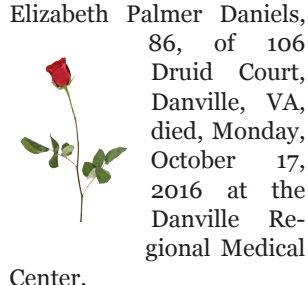 Elizabeth Palmer Daniels,
86, of 106
Druid Court,
Danville, VA,
died, Monday,
October 17,
2016 at the
Danville Re-
gional Medical
Center.